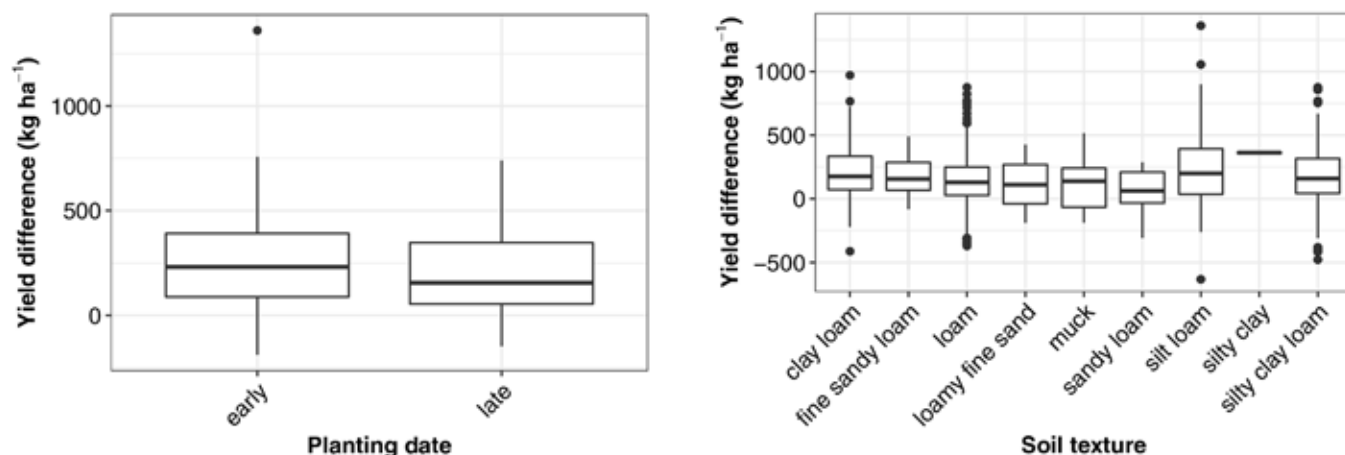 Yield difference (kg ha⁻¹)
1000
500
0
early
late
Planting date
Yield difference (kg ha⁻¹)
1000
500
0
−500
clay loam
fine sandy loam
loam
loamy fine sand
muck
sandy loam
silt loam
silty clay
silty clay loam
Soil texture